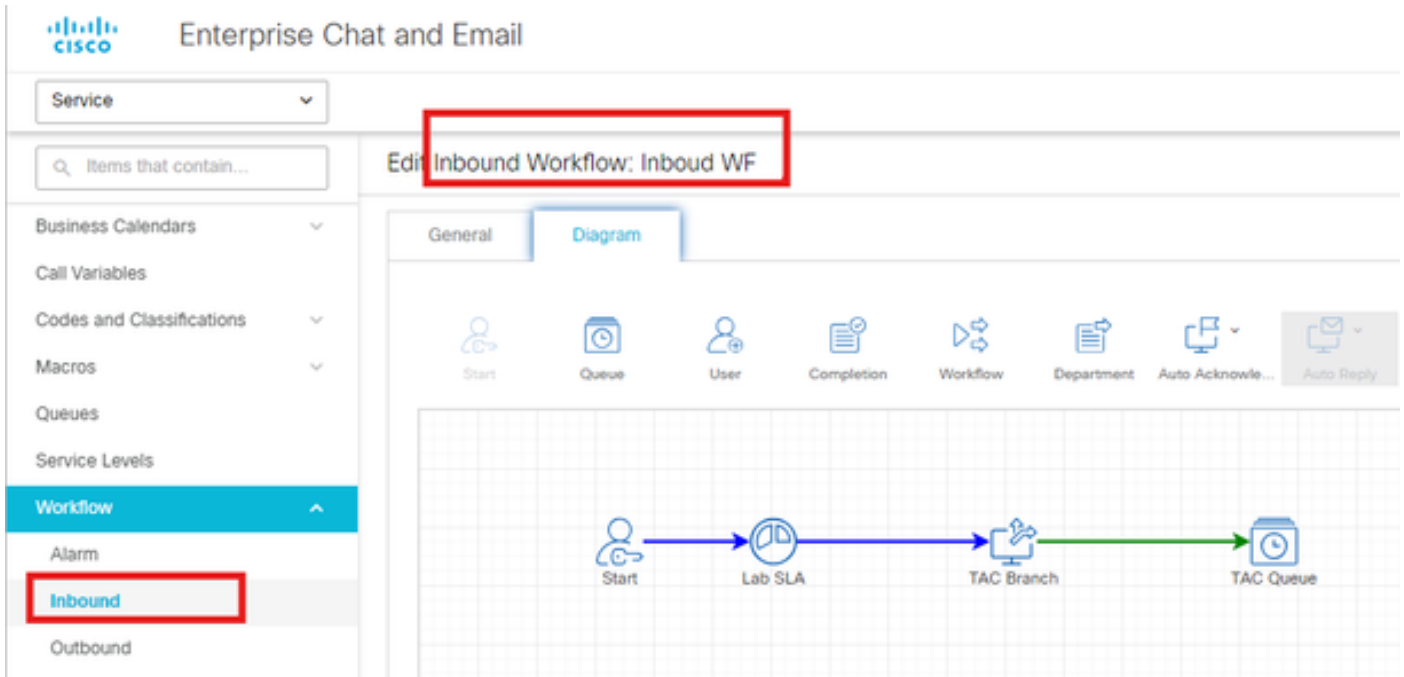 CISCO Enterprise Chat and Email
Service
Items that contain...
Edit Inbound Workflow: Inboud WF
Business Calendars
Call Variables
Codes and Classifications
Macros
Queues
Service Levels
Workflow
Alarm
Inbound
Outbound
General Diagram
Start Queue User Completion Workflow Department Auto Acknowle... Auto Reply
Start Lab SLA TAC Branch TAC Queue